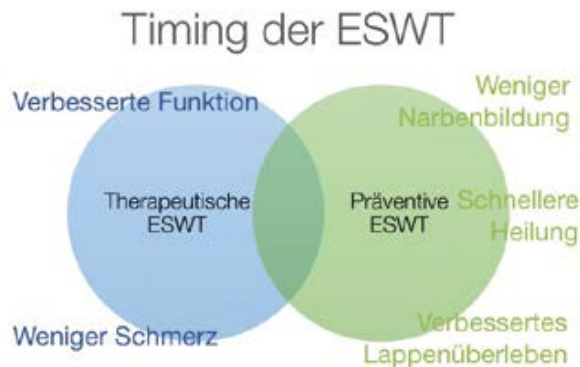 Timing der ESWT
Verbesserte Funktion
Weniger
Narbenbildung
Therapeutische
ESWT
Präventive
ESWT
Schnellere
Heilung
Weniger Schmerz
Verbessertes
Lappenüberleben